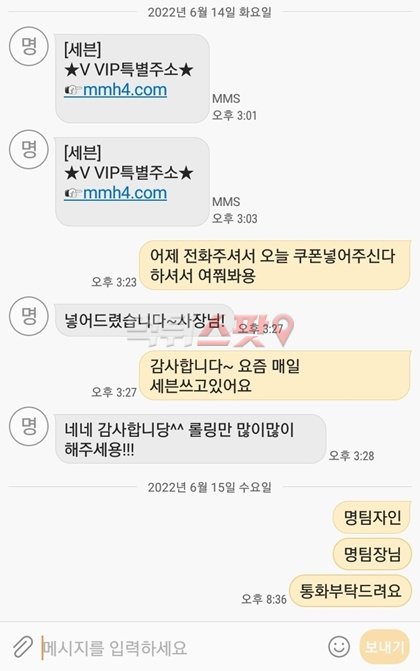 2022년 6월 14일 화요일
명
[세븐]
★V VIP특별주소★
👉mmh4.com
MMS
오후 3:01
명
[세븐]
★V VIP특별주소★
👉mmh4.com
MMS
오후 3:03
어제 전화주셔서 오늘 쿠폰넣어주신다
하셔서 여쭤봐용
오후 3:23
명
넣어드렸습니다~사장님!
오후 3:27
먹튀스팟
감사합니다~ 요즘 매일
세븐쓰고있어요
오후 3:27
명
네네 감사합니당^^ 롤링만 많이많이
해주세용!!!
오후 3:28
2022년 6월 15일 수요일
명팀자인
명팀장님
통화부탁드려요
오후 8:36
메시지를 입력하세요
보내기